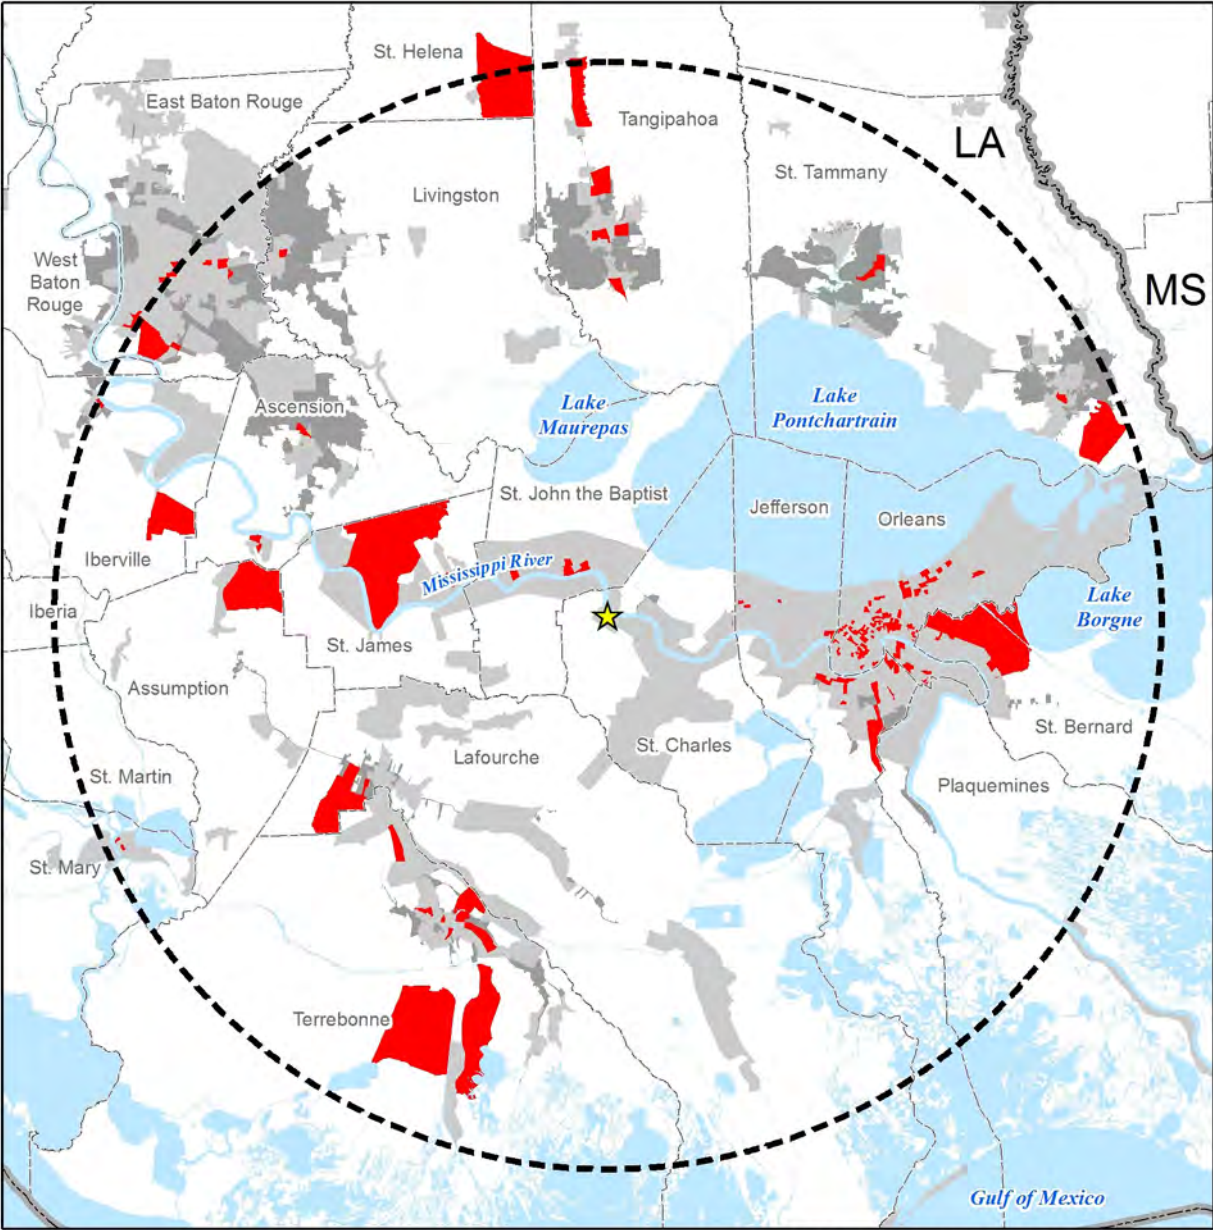 St. Helena
East Baton Rouge
Tangipahoa
LA
St. Tammany
Livingston
West
Baton
Rouge
MS
Lake
Maurepas
Lake
Pontchartrain
Ascension
St. John the Baptist
Jefferson
Orleans
Iberville
Mississippi River
Iberia
Lake
Borgne
St. James
Assumption
St. Bernard
St. Charles
Lafourche
St. Martin
Plaquemines
St. Mary
Terrebonne
Gulf of Mexico